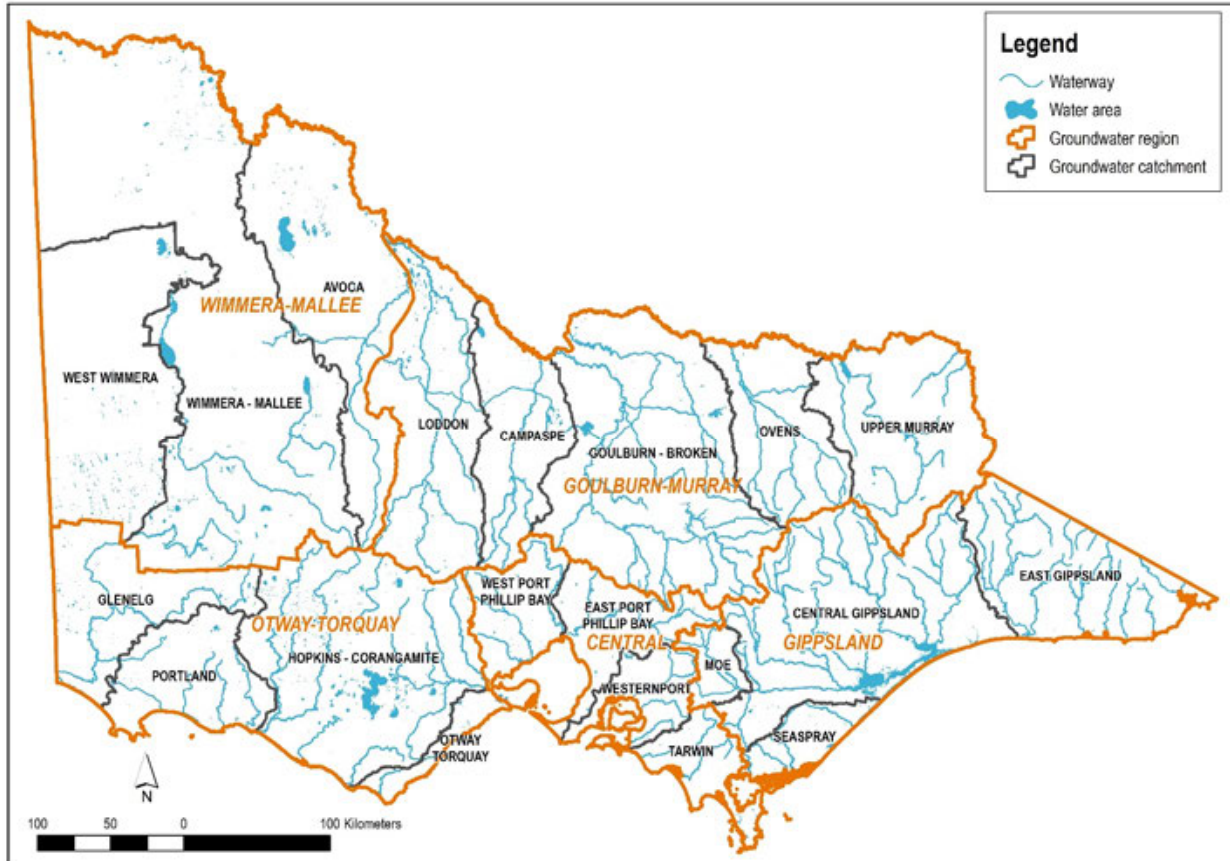 Legend
Waterway
Water area
Groundwater region
Groundwater catchment
AVOCA
WIMMERA-MALLEE
WEST WIMMERA
WIMMERA - MALLEE
LODDON
CAMPASPE
GOULBURN - BROKEN
OVENS
UPPER MURRAY
GOULBURN-MURRAY
GLENELG
WEST PORT
PHILLIP BAY
EAST PORT
PHILLIP BAY
CENTRAL GIPPSLAND
EAST GIPPSLAND
OTWAY-TORQUAY
CENTRAL
GIPPSLAND
HOPKINS - CORANGAMITE
PORTLAND
MOE
WESTERNPORT
OTWAY
TORQUAY
TARWIN
SEASPRAY
N
100 50 0 100 Kilometers